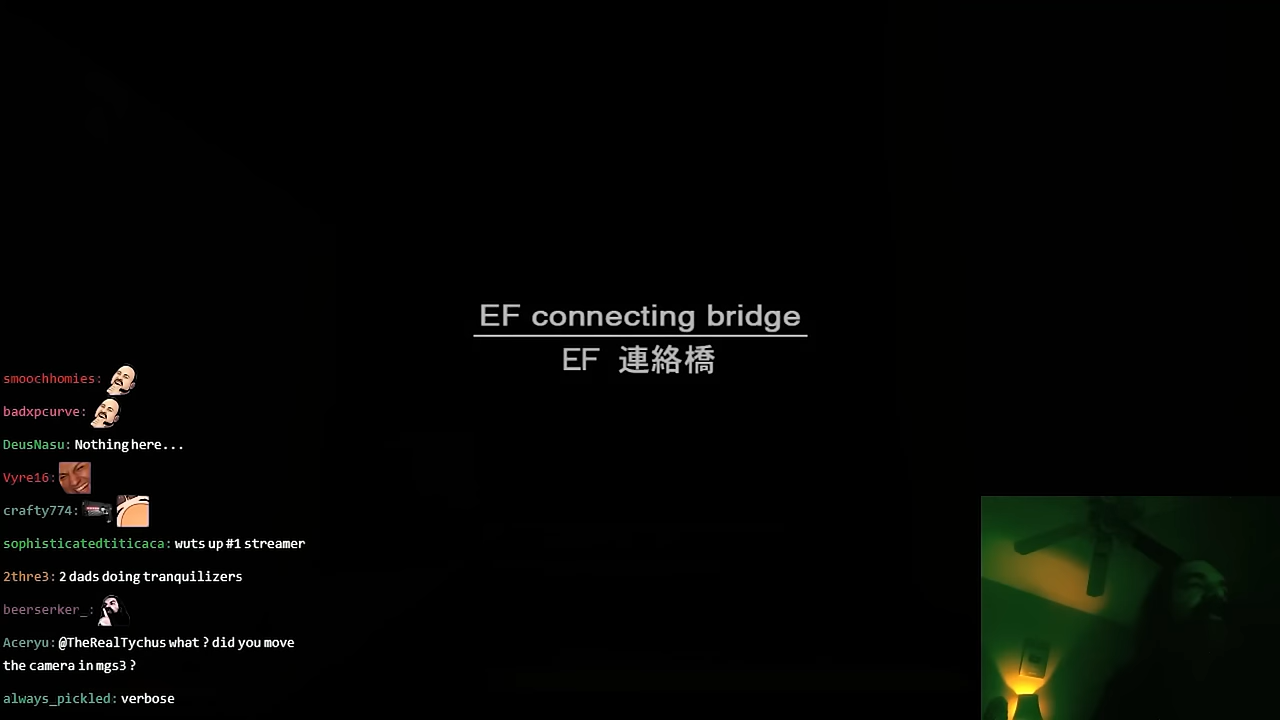 EF connecting bridge
EF 連絡橋
smoochhomies:
badxpcurve:
DeusNasu: Nothing here...
Vyre16:
crafty774:
sophisticatedtiticaca: wuts up #1 streamer
2thre3: 2 dads doing tranquilizers
beerserker_:
Aceryu: @TheRealTychus what ? did you move
the camera in mgs3 ?
always_pickled: verbose